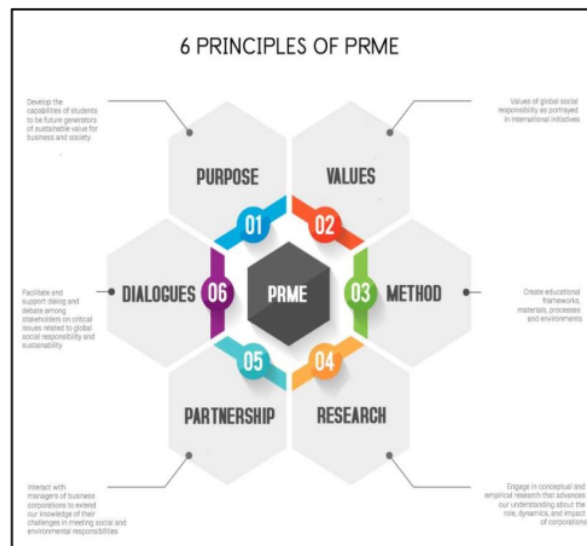 6 PRINCIPLES OF PRME
Develop the
capabilities of students
to be future generators
of sustainable value for
business and society
Values of global social
responsibility as portrayed
in international initiatives
PURPOSE
VALUES
01
02
DIALOGUES
06
PRME
03
METHOD
Facilitate and
support dialog and
debate among
stakeholders on critical
issues related to global
social responsibility and
sustainability
Create educational
frameworks,
materials, processes
and environments
05
04
PARTNERSHIP
RESEARCH
Interact with
managers of business
corporations to extend
our knowledge of their
challenges in meeting social and
environmental responsibilities
Engage in conceptual and
empirical research that advances
our understanding about the
role, dynamics, and impact
of corporations